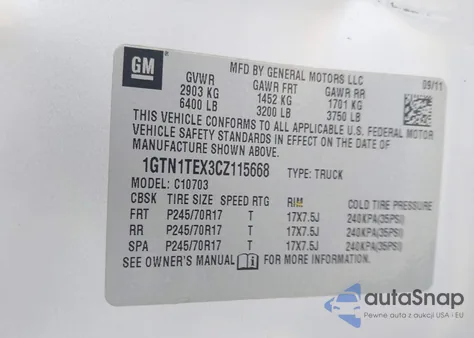 GM
MFD BY GENERAL MOTORS LLC
09/11
GVWR GAWR FRT GAWR RR
2903 KG 1452 KG 1701 KG
6400 LB 3200 LB 3750 LB
THIS VEHICLE CONFORMS TO ALL APPLICABLE U.S. FEDERAL MOTOR
VEHICLE SAFETY STANDARDS IN EFFECT ON THE DATE OF
MANUFACTURE SHOWN ABOVE.
1GTN1TEX3CZ115668 TYPE: TRUCK
MODEL: C10703
CBSK TIRE SIZE SPEED RTG RIM COLD TIRE PRESSURE
FRT P245/70R17 T 17X7.5J 240KPA(35PSI)
RR P245/70R17 T 17X7.5J 240KPA(35PSI)
SPA P245/70R17 T 17X7.5J 240KPA(35PSI)
SEE OWNER'S MANUAL FOR MORE INFORMATION.
autoSnap
Pewne auta z aukcji USA i EU